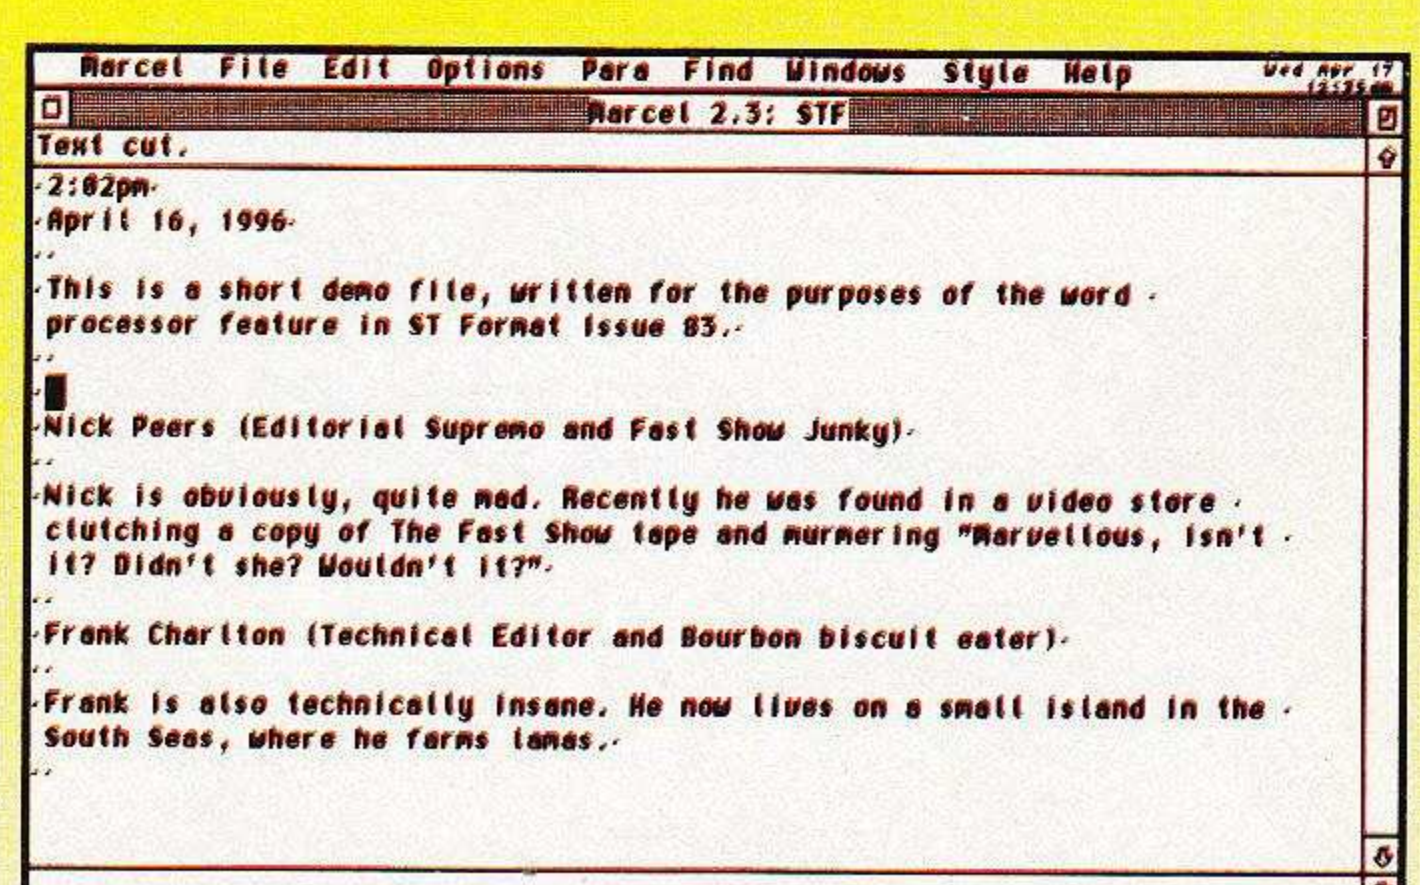 Marcel File Edit Options Para Find Windows Style Help Wed Apr 17
Marcel 2.3: STF
Text cut.
2:02pm
April 16, 1996
This is a short demo file, written for the purposes of the word
processor feature in ST Format Issue 83.
Nick Peers (Editorial Supremo and Fast Show Junky)
Nick is obviously, quite mad. Recently he was found in a video store
clutching a copy of The Fast Show tape and murmering "Marvellous, isn't
it? Didn't she? Wouldn't it?"
Frank Charlton (Technical Editor and Bourbon biscuit eater)
Frank is also technically insane. He now lives on a small island in the
South Seas, where he farms lamas.